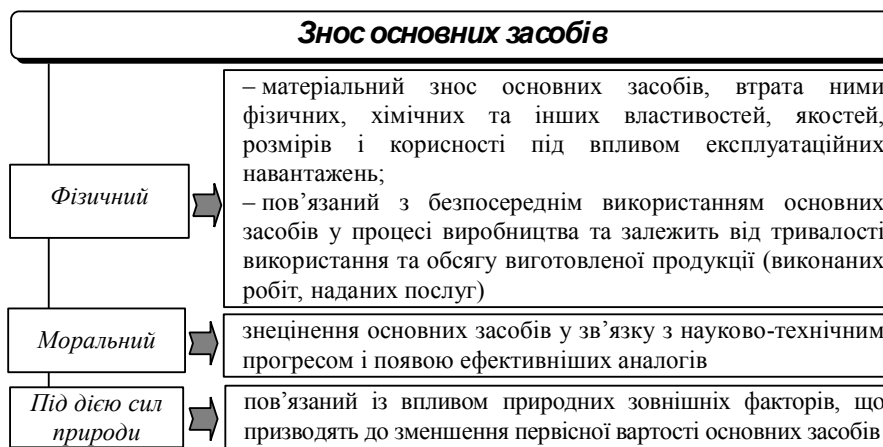 Знос основних засобів
Фізичний
– матеріальний знос основних засобів, втрата ними
фізичних, хімічних та інших властивостей, якостей,
розмірів і корисності під впливом експлуатаційних
навантажень;
– пов’язаний з безпосереднім використанням основних
засобів у процесі виробництва та залежить від тривалості
використання та обсягу виготовленої продукції (виконаних
робіт, наданих послуг)
Моральний
знецінення основних засобів у зв’язку з науково-технічним
прогресом і появою ефективніших аналогів
Під дією сил
природи
пов’язаний із впливом природних зовнішніх факторів, що
призводять до зменшення первісної вартості основних засобів